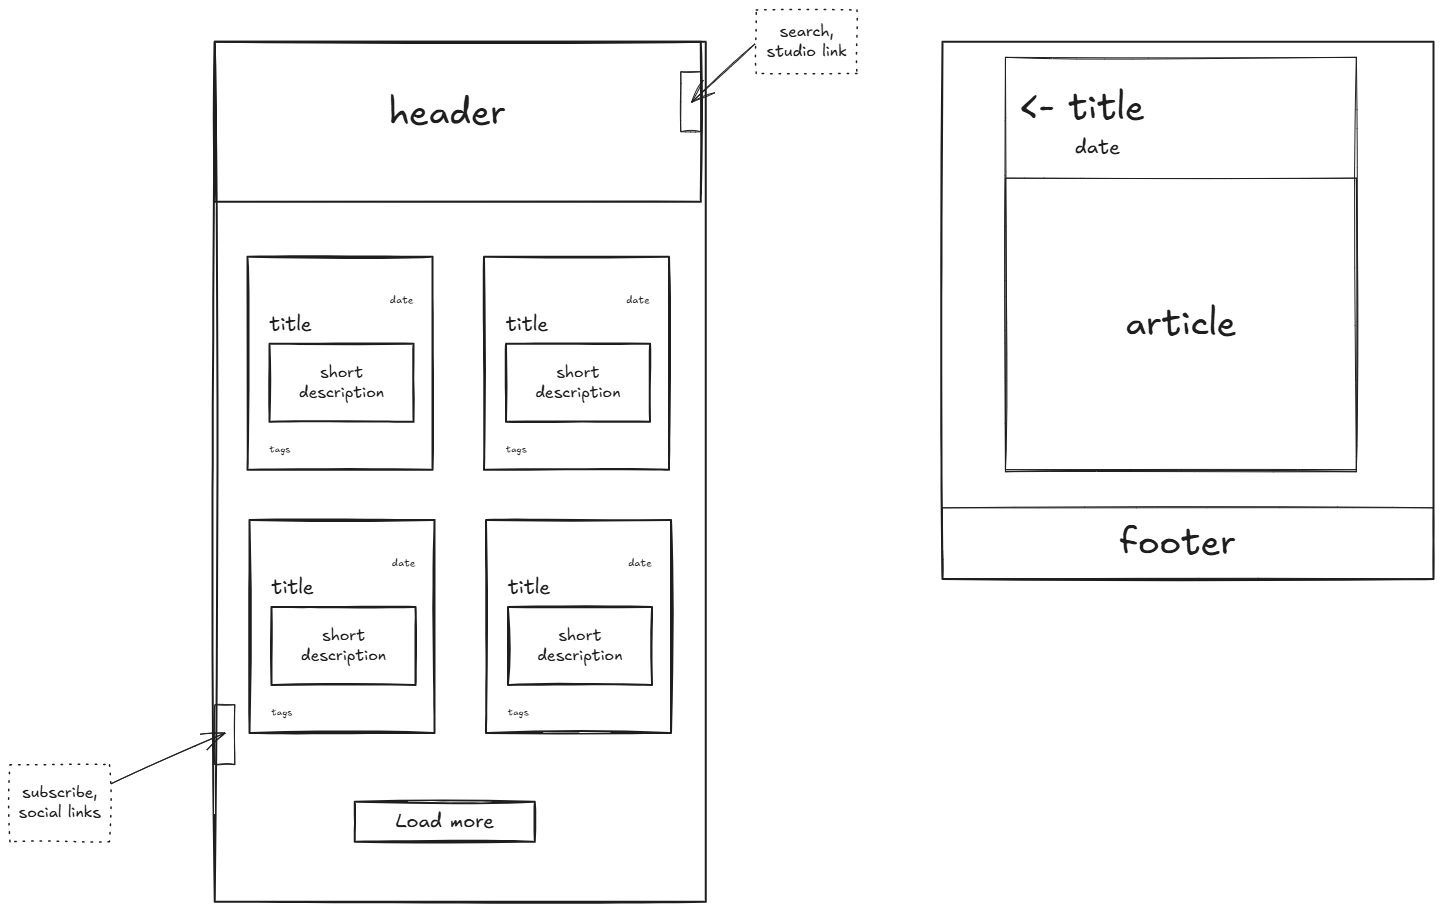 search,
studio link
header
date
title
short
description
tags
date
title
short
description
tags
date
title
short
description
tags
date
title
short
description
tags
subscribe,
social links
Load more
<- title
date
article
footer